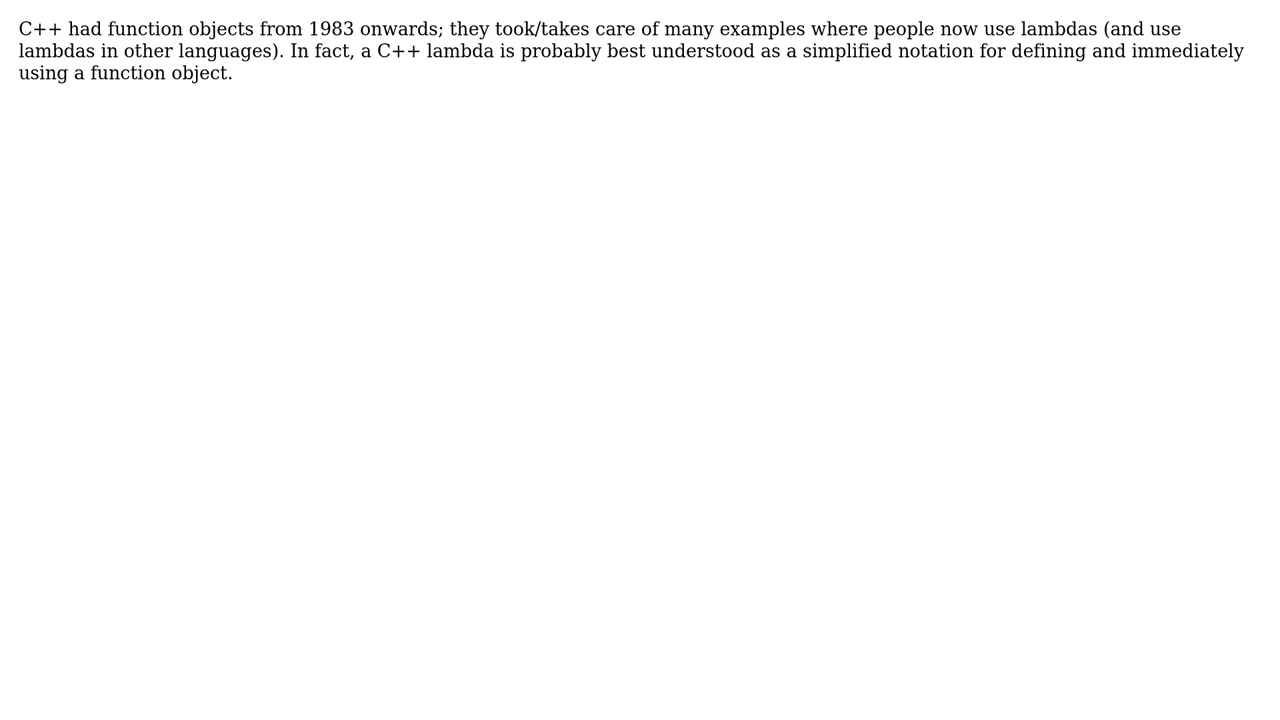 C++ had function objects from 1983 onwards; they took/takes care of many examples where people now use lambdas (and use
lambdas in other languages). In fact, a C++ lambda is probably best understood as a simplified notation for defining and immediately
using a function object.